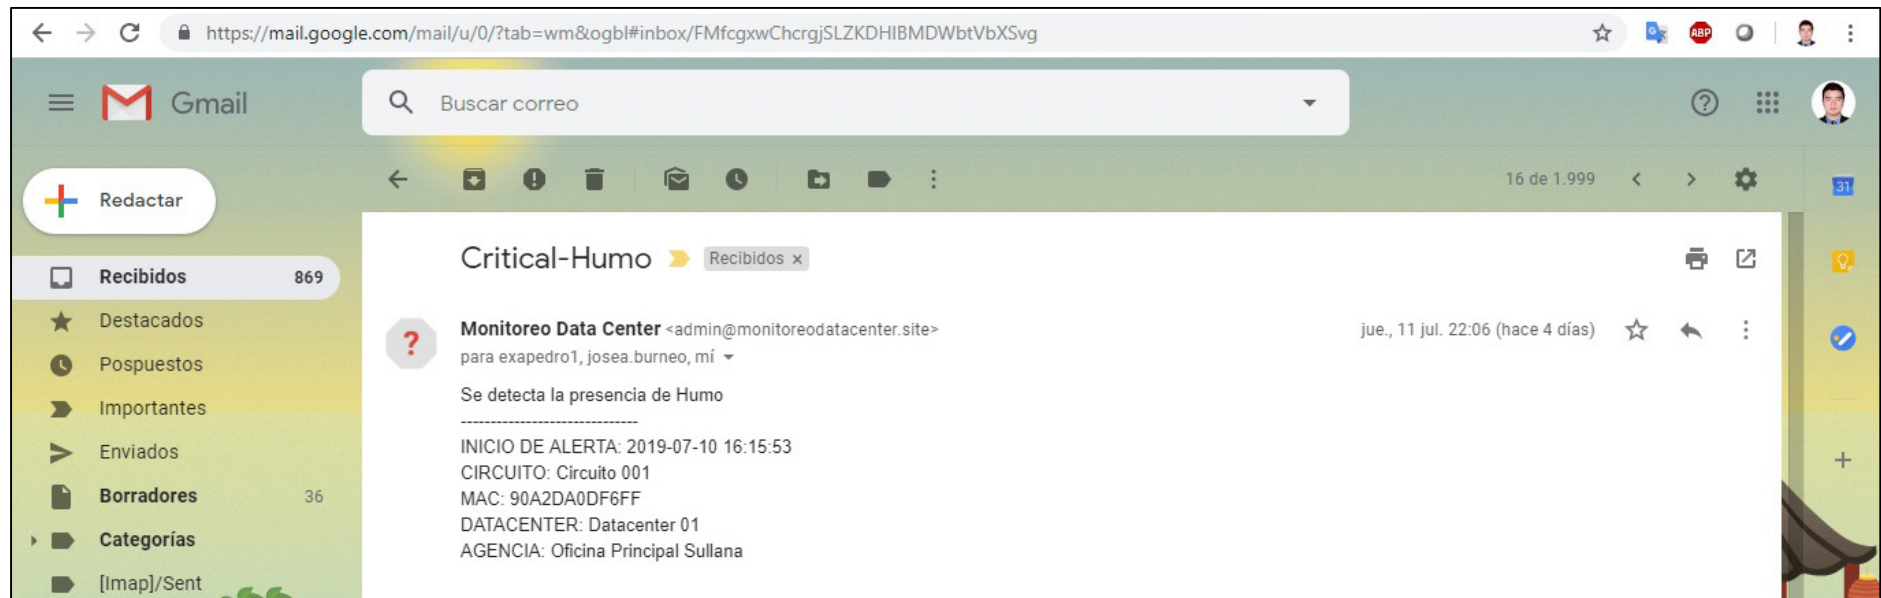 https://mail.google.com/mail/u/0/?tab=wm&ogbl#inbox/FMfcgxwChcrgjSLZKDHIBMDWbtVbXSvg
ABP
Gmail
Buscar correo
Redactar
16 de 1.999
31
Critical-Humo
Recibidos x
Recibidos 869
Destacados
Pospuestos
Importantes
Enviados
Borradores 36
Categorías
[Imap]/Sent
?
Monitoreo Data Center <admin@monitoreodatacenter.site>
jue., 11 jul. 22:06 (hace 4 días)
para exapedro1, josea.burneo, mí
Se detecta la presencia de Humo
------------------------------
INICIO DE ALERTA: 2019-07-10 16:15:53
CIRCUITO: Circuito 001
MAC: 90A2DA0DF6FF
DATACENTER: Datacenter 01
AGENCIA: Oficina Principal Sullana